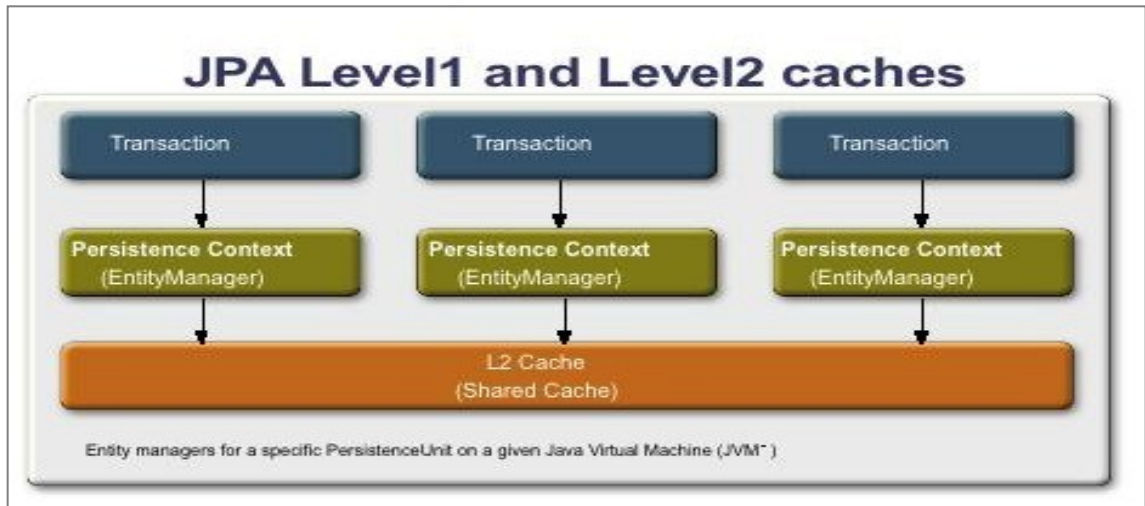 JPA Level1 and Level2 caches
Transaction
Transaction
Transaction
Persistence Context
(EntityManager)
Persistence Context
(EntityManager)
Persistence Context
(EntityManager)
L2 Cache
(Shared Cache)
Entity managers for a specific PersistenceUnit on a given Java Virtual Machine (JVM˜ )